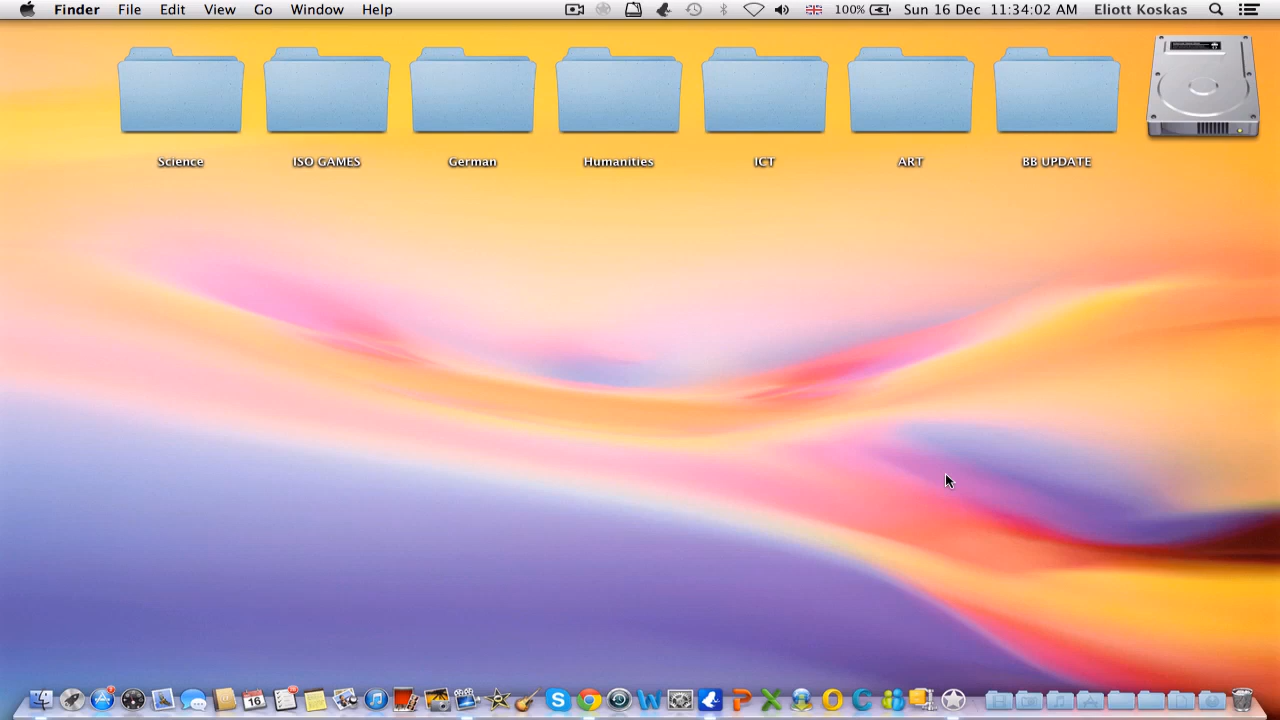 Finder File Edit View Go Window Help 100% Sun 16 Dec 11:34:02 AM Eliott Koskas
Science ISO GAMES German Humanities ICT ART BB UPDATE
16